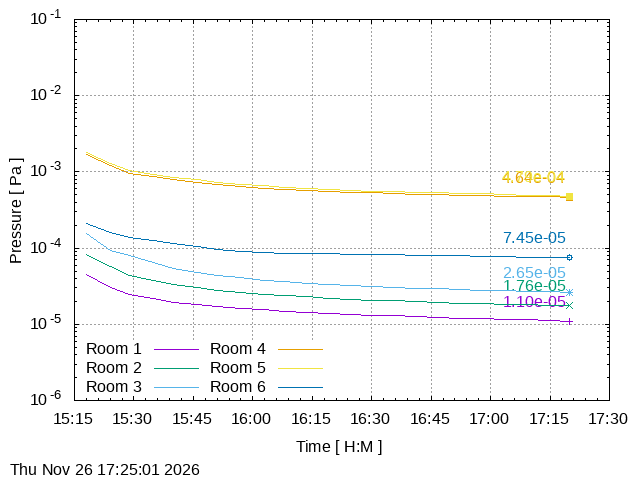 10^-1
10^-2
10^-3
10^-4
10^-5
10^-6
Pressure [ Pa ]
4.64e-04
7.45e-05
2.65e-05
1.76e-05
1.10e-05
Room 1 Room 4
Room 2 Room 5
Room 3 Room 6
15:15 15:30 15:45 16:00 16:15 16:30 16:45 17:00 17:15 17:30
Time [ H:M ]
Thu Nov 26 17:25:01 2026